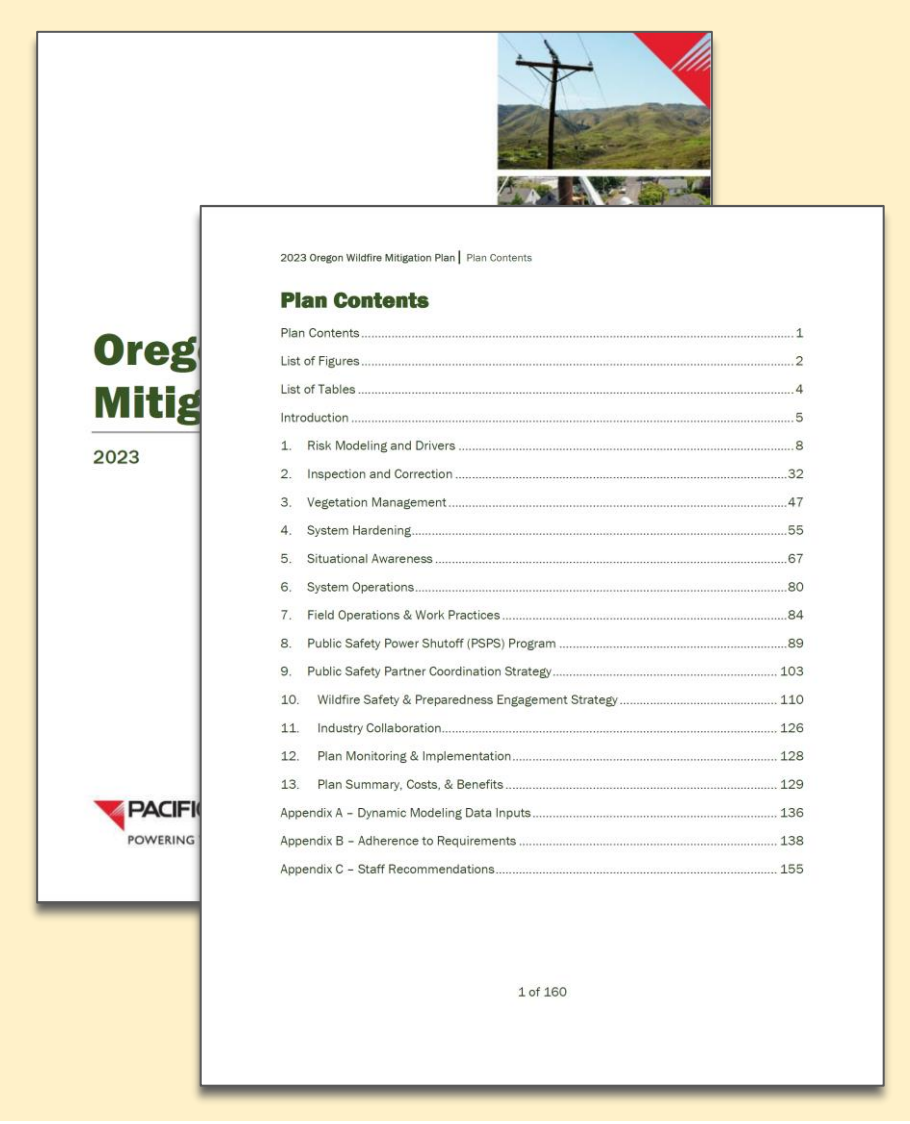 Oreg
Mitig
2023
PACIFI
POWERING
2023 Oregon Wildfire Mitigation Plan | Plan Contents
Plan Contents
Plan Contents 1
List of Figures 2
List of Tables 4
Introduction 5
1. Risk Modeling and Drivers 8
2. Inspection and Correction 32
3. Vegetation Management 47
4. System Hardening 55
5. Situational Awareness 67
6. System Operations 80
7. Field Operations & Work Practices 84
8. Public Safety Power Shutoff (PSPS) Program 89
9. Public Safety Partner Coordination Strategy 103
10. Wildfire Safety & Preparedness Engagement Strategy 110
11. Industry Collaboration 126
12. Plan Monitoring & Implementation 128
13. Plan Summary, Costs, & Benefits 129
Appendix A – Dynamic Modeling Data Inputs 136
Appendix B – Adherence to Requirements 138
Appendix C – Staff Recommendations 155
1 of 160